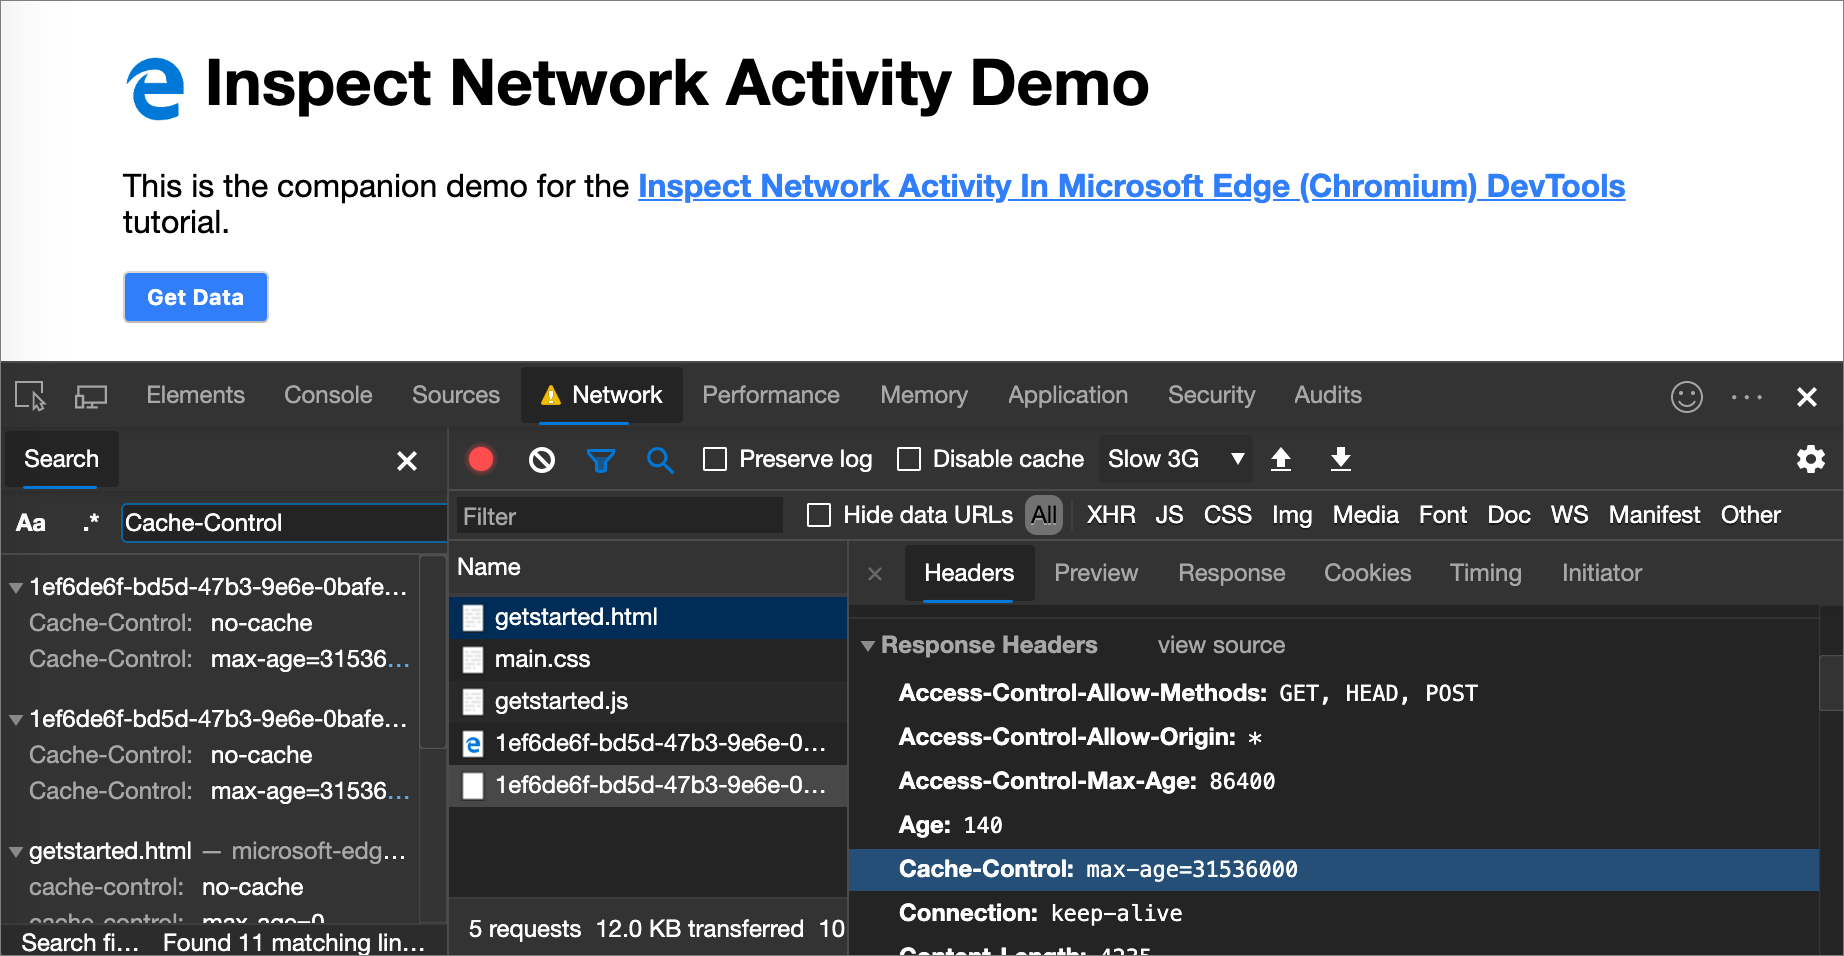 Inspect Network Activity Demo
This is the companion demo for the Inspect Network Activity In Microsoft Edge (Chromium) DevTools
tutorial.
Get Data
Elements Console Sources Network Performance Memory Application Security Audits
Search
Aa .* Cache-Control
1ef6de6f-bd5d-47b3-9e6e-0bafe...
Cache-Control: no-cache
Cache-Control: max-age=31536...
1ef6de6f-bd5d-47b3-9e6e-0bafe...
Cache-Control: no-cache
Cache-Control: max-age=31536...
getstarted.html — microsoft-edg...
cache-control: no-cache
cache-control: max-age=0
Search fi... Found 11 matching lin...
Preserve log Disable cache Slow 3G
Filter Hide data URLs All XHR JS CSS Img Media Font Doc WS Manifest Other
Name
getstarted.html
main.css
getstarted.js
1ef6de6f-bd5d-47b3-9e6e-0...
1ef6de6f-bd5d-47b3-9e6e-0...
5 requests 12.0 KB transferred 10
Headers Preview Response Cookies Timing Initiator
Response Headers view source
Access-Control-Allow-Methods: GET, HEAD, POST
Access-Control-Allow-Origin: *
Access-Control-Max-Age: 86400
Age: 140
Cache-Control: max-age=31536000
Connection: keep-alive
Content-Length: 4235